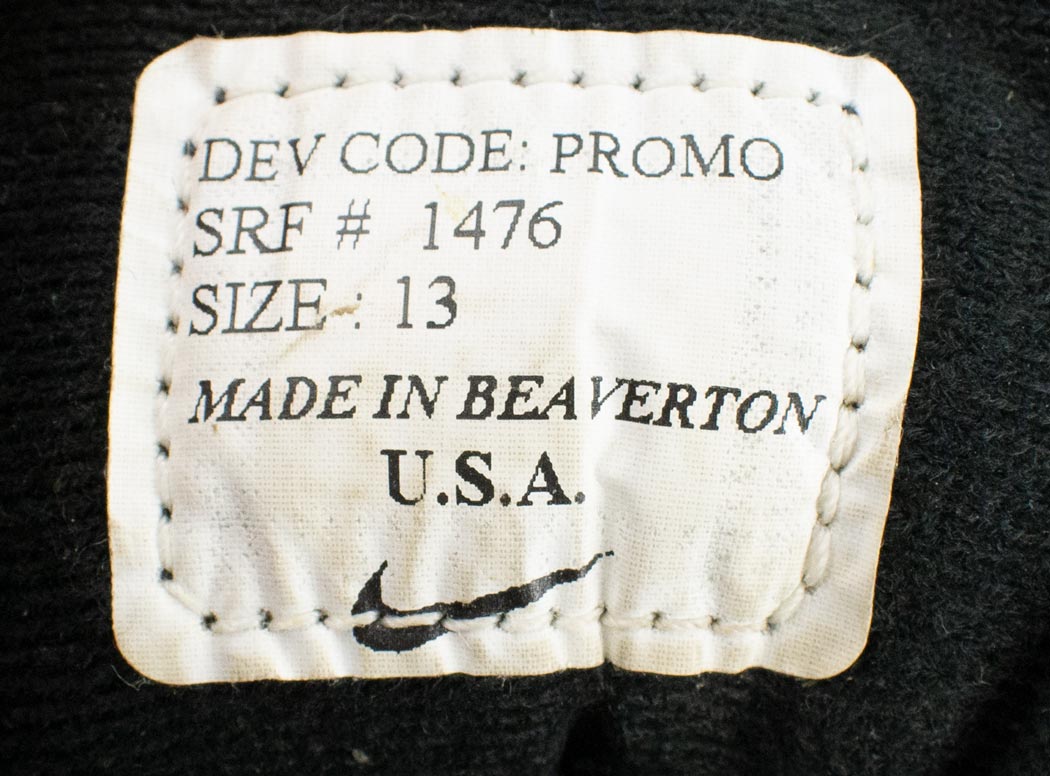 DEV CODE: PROMO
SRF # 1476
SIZE : 13
MADE IN BEAVERTON
U.S.A.